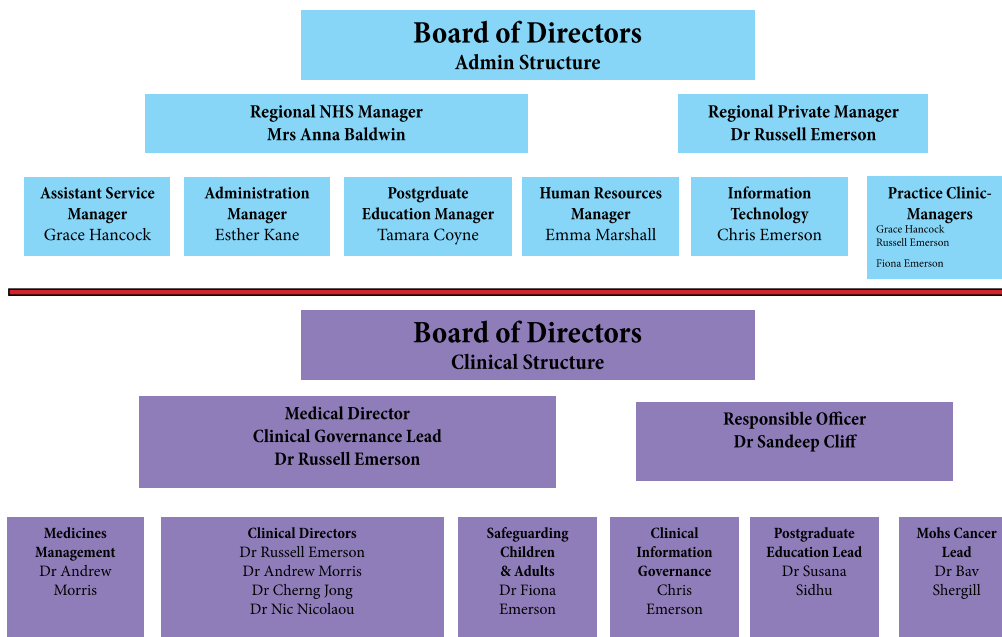 Board of Directors
Admin Structure
Regional NHS Manager
Mrs Anna Baldwin
Regional Private Manager
Dr Russell Emerson
Assistant Service
Manager
Grace Hancock
Administration
Manager
Esther Kane
Postgrduate
Education Manager
Tamara Coyne
Human Resources
Manager
Emma Marshall
Information
Technology
Chris Emerson
Practice Clinic-
Managers
Grace Hancock
Russell Emerson
Fiona Emerson
Board of Directors
Clinical Structure
Medical Director
Clinical Governance Lead
Dr Russell Emerson
Responsible Officer
Dr Sandeep Cliff
Medicines
Management
Dr Andrew
Morris
Clinical Directors
Dr Russell Emerson
Dr Andrew Morris
Dr Cherng Jong
Dr Nic Nicolaou
Safeguarding
Children
& Adults
Dr Fiona
Emerson
Clinical
Information
Governance
Chris
Emerson
Postgraduate
Education Lead
Dr Susana
Sidhu
Mohs Cancer
Lead
Dr Bav
Shergill